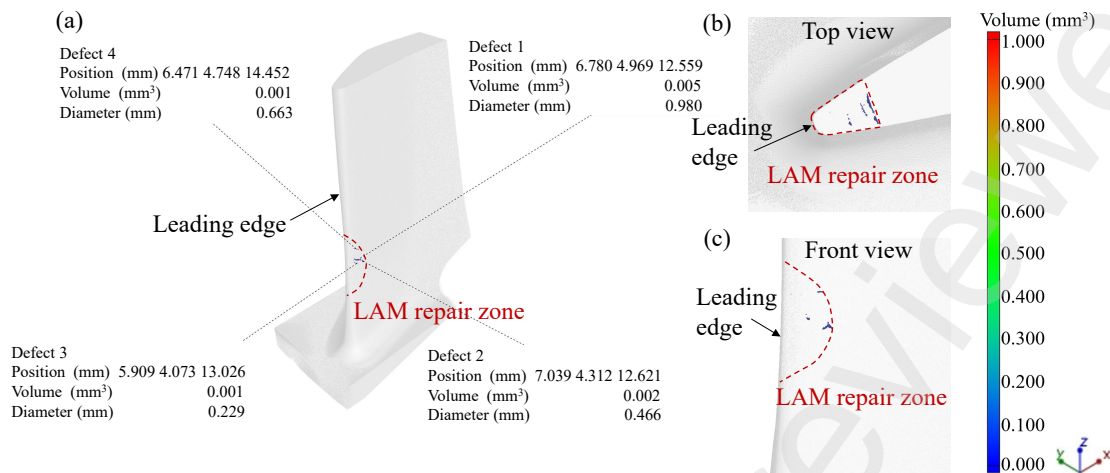 (a)
Defect 4
Position (mm) 6.471 4.748 14.452
Volume (mm³) 0.001
Diameter (mm) 0.663
Defect 1
Position (mm) 6.780 4.969 12.559
Volume (mm³) 0.005
Diameter (mm) 0.980
Leading edge
LAM repair zone
Defect 3
Position (mm) 5.909 4.073 13.026
Volume (mm³) 0.001
Diameter (mm) 0.229
Defect 2
Position (mm) 7.039 4.312 12.621
Volume (mm³) 0.002
Diameter (mm) 0.466
(b)
Top view
Leading
edge
LAM repair zone
(c)
Front view
Leading
edge
LAM repair zone
Volume (mm³)
1.000
0.900
0.800
0.700
0.600
0.500
0.400
0.300
0.200
0.100
0.000
Y
Z
X